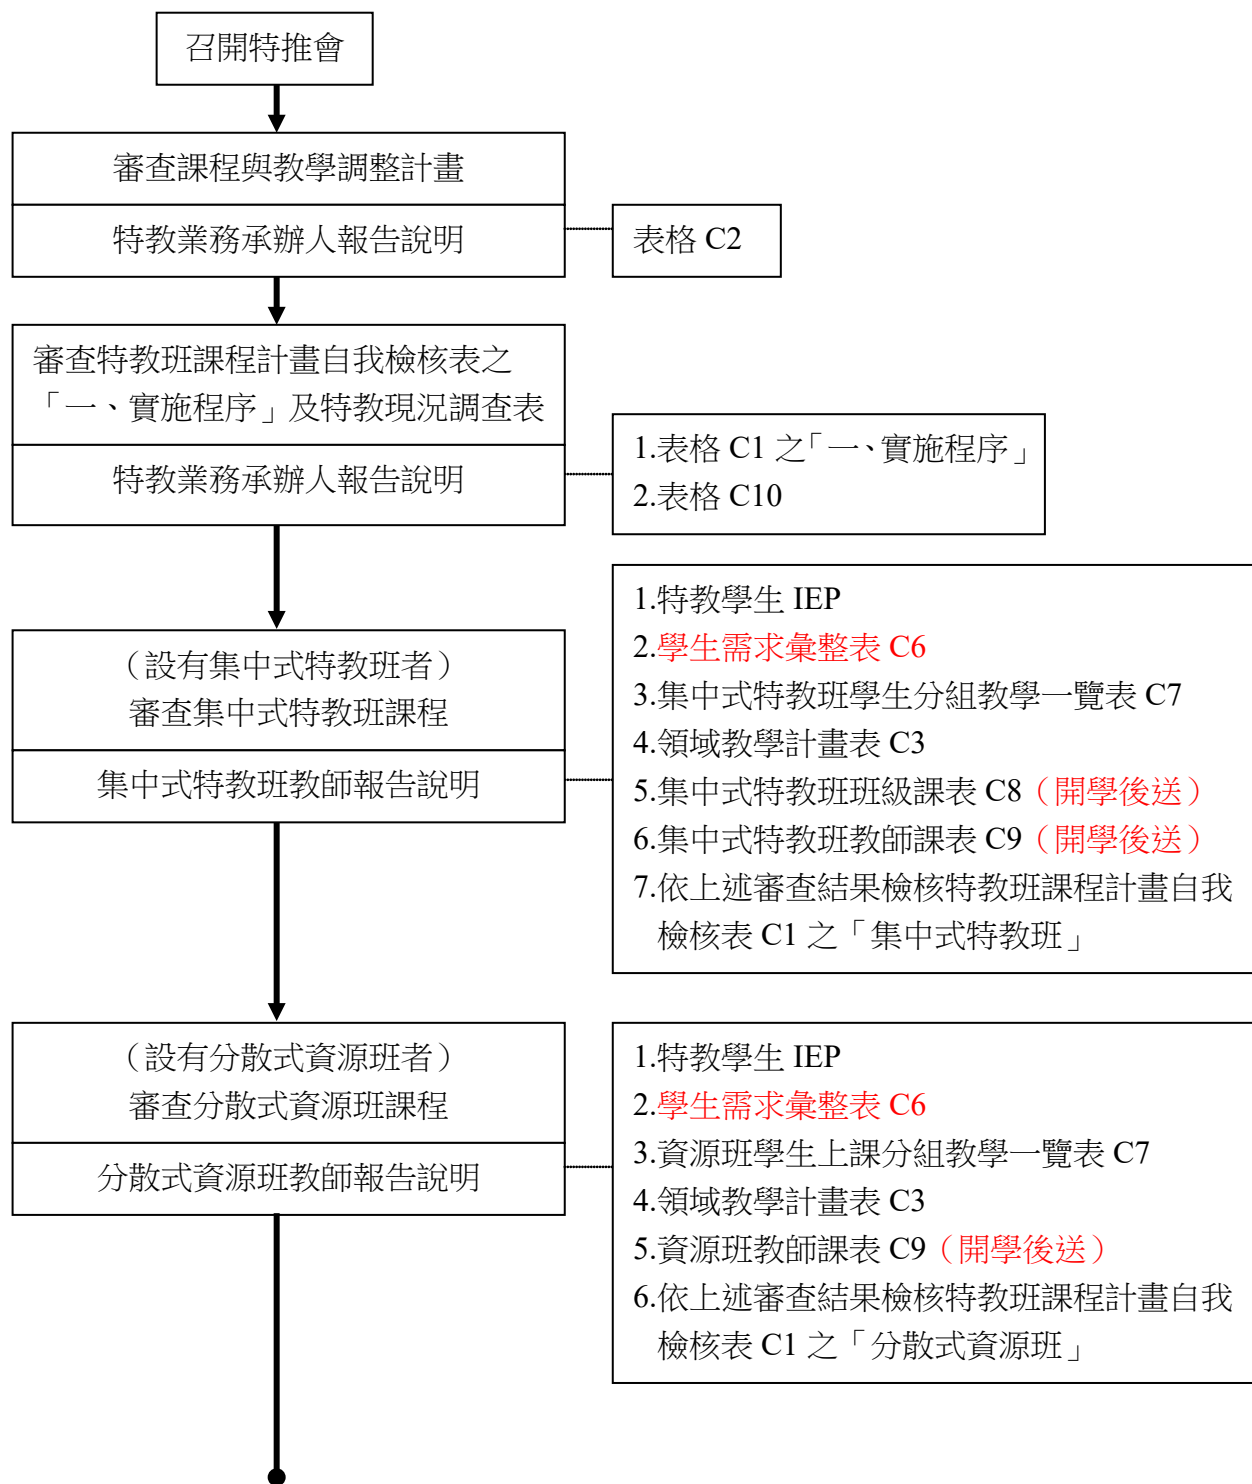 召開特推會
審查課程與教學調整計畫
特教業務承辦人報告說明
表格 C2
審查特教班課程計畫自我檢核表之
「一、實施程序」及特教現況調查表
特教業務承辦人報告說明
1.表格 C1 之「一、實施程序」
2.表格 C10
（設有集中式特教班者）
審查集中式特教班課程
集中式特教班教師報告說明
1.特教學生 IEP
2.學生需求彙整表 C6
3.集中式特教班學生分組教學一覽表 C7
4.領域教學計畫表 C3
5.集中式特教班班級課表 C8（開學後送）
6.集中式特教班教師課表 C9（開學後送）
7.依上述審查結果檢核特教班課程計畫自我
檢核表 C1 之「集中式特教班」
（設有分散式資源班者）
審查分散式資源班課程
分散式資源班教師報告說明
1.特教學生 IEP
2.學生需求彙整表 C6
3.資源班學生上課分組教學一覽表 C7
4.領域教學計畫表 C3
5.資源班教師課表 C9（開學後送）
6.依上述審查結果檢核特教班課程計畫自我
檢核表 C1 之「分散式資源班」